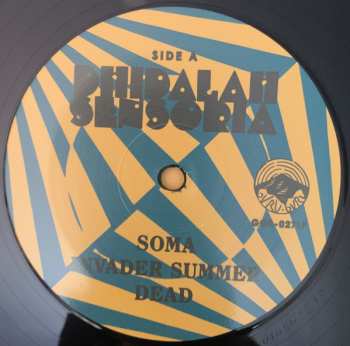 SIDE A
PHIDALAH
SENSORIA
SOMA
INVADER SUMMER
DEAD